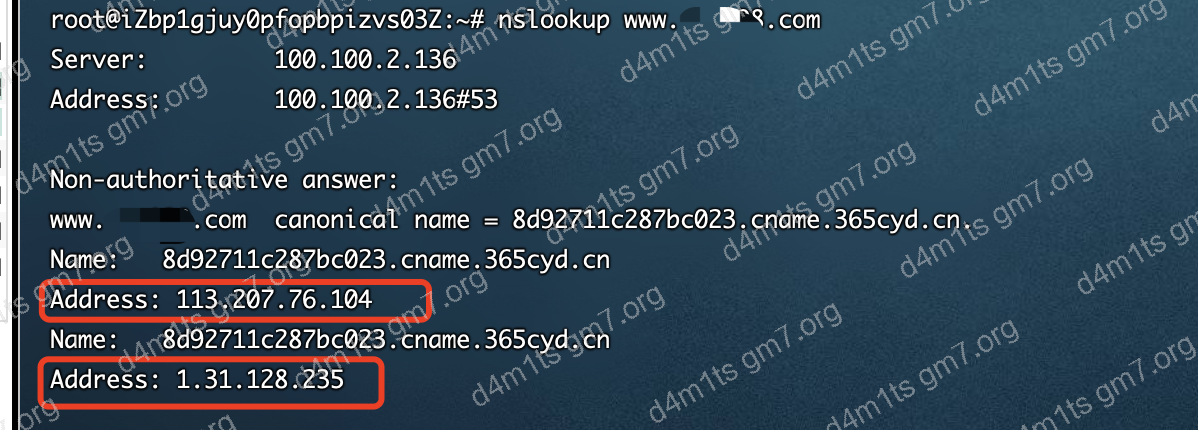 root@iZbp1gjuy0pfopbpizvs03Z:~# nslookup www. 8.com
Server: 100.100.2.136
Address: 100.100.2.136#53
Non-authoritative answer:
www. .com canonical name = 8d92711c287bc023.cname.365cyd.cn.
Name: 8d92711c287bc023.cname.365cyd.cn
Address: 113.207.76.104
Name: 8d92711c287bc023.cname.365cyd.cn
Address: 1.31.128.235
d4m1ts gm7.org